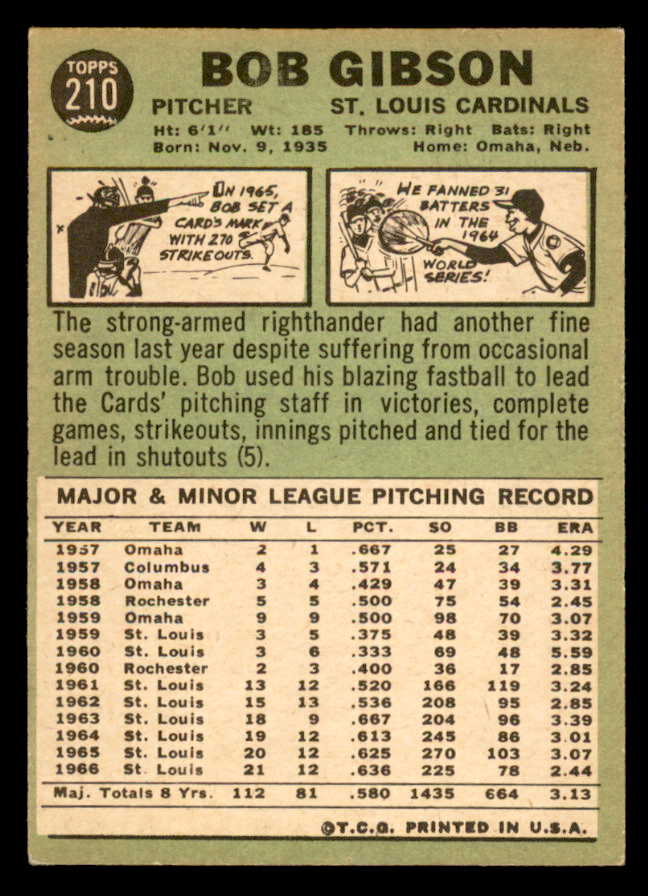 TOPPS
210
BOB GIBSON
PITCHER ST. LOUIS CARDINALS
Ht: 6'1" Wt: 185 Throws: Right Bats: Right
Born: Nov. 9, 1935 Home: Omaha, Neb.
IN 1965,
BOB SET A
CARD'S MARK
WITH 270
STRIKEOUTS.
HE FANNED 31
BATTERS
IN THE
1964
WORLD
SERIES!
The strong-armed righthander had another fine
season last year despite suffering from occasional
arm trouble. Bob used his blazing fastball to lead
the Cards' pitching staff in victories, complete
games, strikeouts, innings pitched and tied for the
lead in shutouts (5).
MAJOR & MINOR LEAGUE PITCHING RECORD
YEAR TEAM W L PCT. SO BB ERA
1957 Omaha 2 1 .667 25 27 4.29
1957 Columbus 4 3 .571 24 34 3.77
1958 Omaha 3 4 .429 47 39 3.31
1958 Rochester 5 5 .500 75 54 2.45
1959 Omaha 9 9 .500 98 70 3.07
1959 St. Louis 3 5 .375 48 39 3.32
1960 St. Louis 3 6 .333 69 48 5.59
1960 Rochester 2 3 .400 36 17 2.85
1961 St. Louis 13 12 .520 166 119 3.24
1962 St. Louis 15 13 .536 208 95 2.85
1963 St. Louis 18 9 .667 204 96 3.39
1964 St. Louis 19 12 .613 245 86 3.01
1965 St. Louis 20 12 .625 270 103 3.07
1966 St. Louis 21 12 .636 225 78 2.44
Maj. Totals 8 Yrs. 112 81 .580 1435 664 3.13
©T.C.G. PRINTED IN U.S.A.